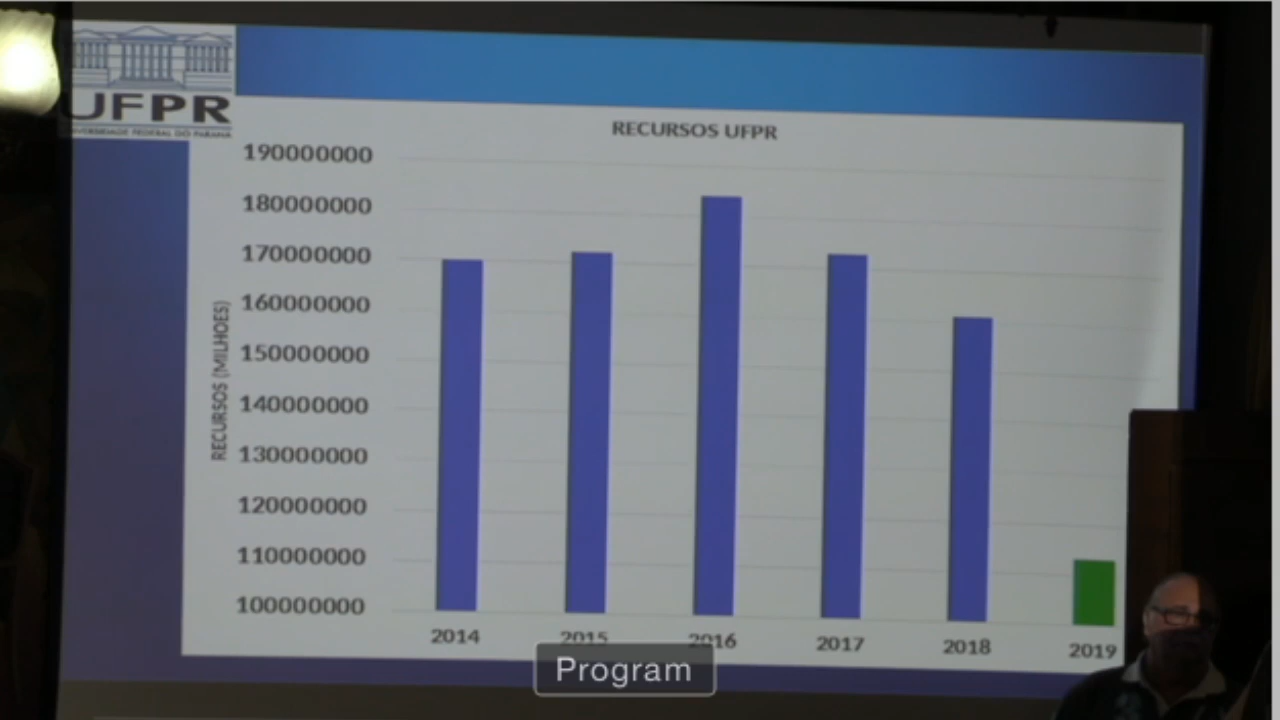 UFPR
UNIVERSIDADE FEDERAL DO PARANÁ
RECURSOS UFPR
190000000
180000000
170000000
160000000
150000000
140000000
130000000
120000000
110000000
100000000
RECURSOS (MILHOES)
2014 2015 2016 2017 2018 2019
Program